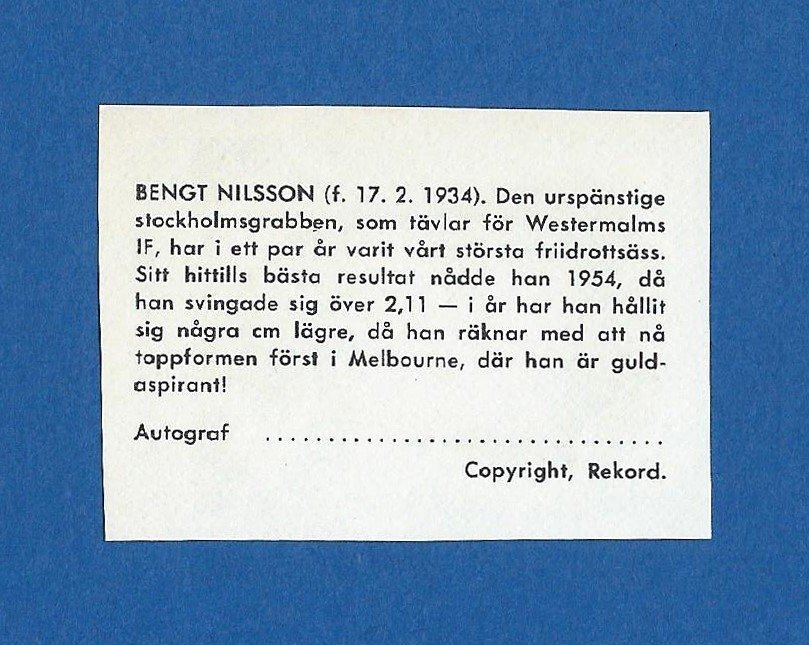 BENGT NILSSON (f. 17. 2. 1934). Den urspänstige
stockholmsgrabben, som tävlar för Westermalms
IF, har i ett par år varit vårt största friidrottsäss.
Sitt hittills bästa resultat nådde han 1954, då
han svingade sig över 2,11 — i år har han hållit
sig några cm lägre, då han räknar med att nå
toppformen först i Melbourne, där han är guld-
aspirant!
Autograf ................................
Copyright, Rekord.